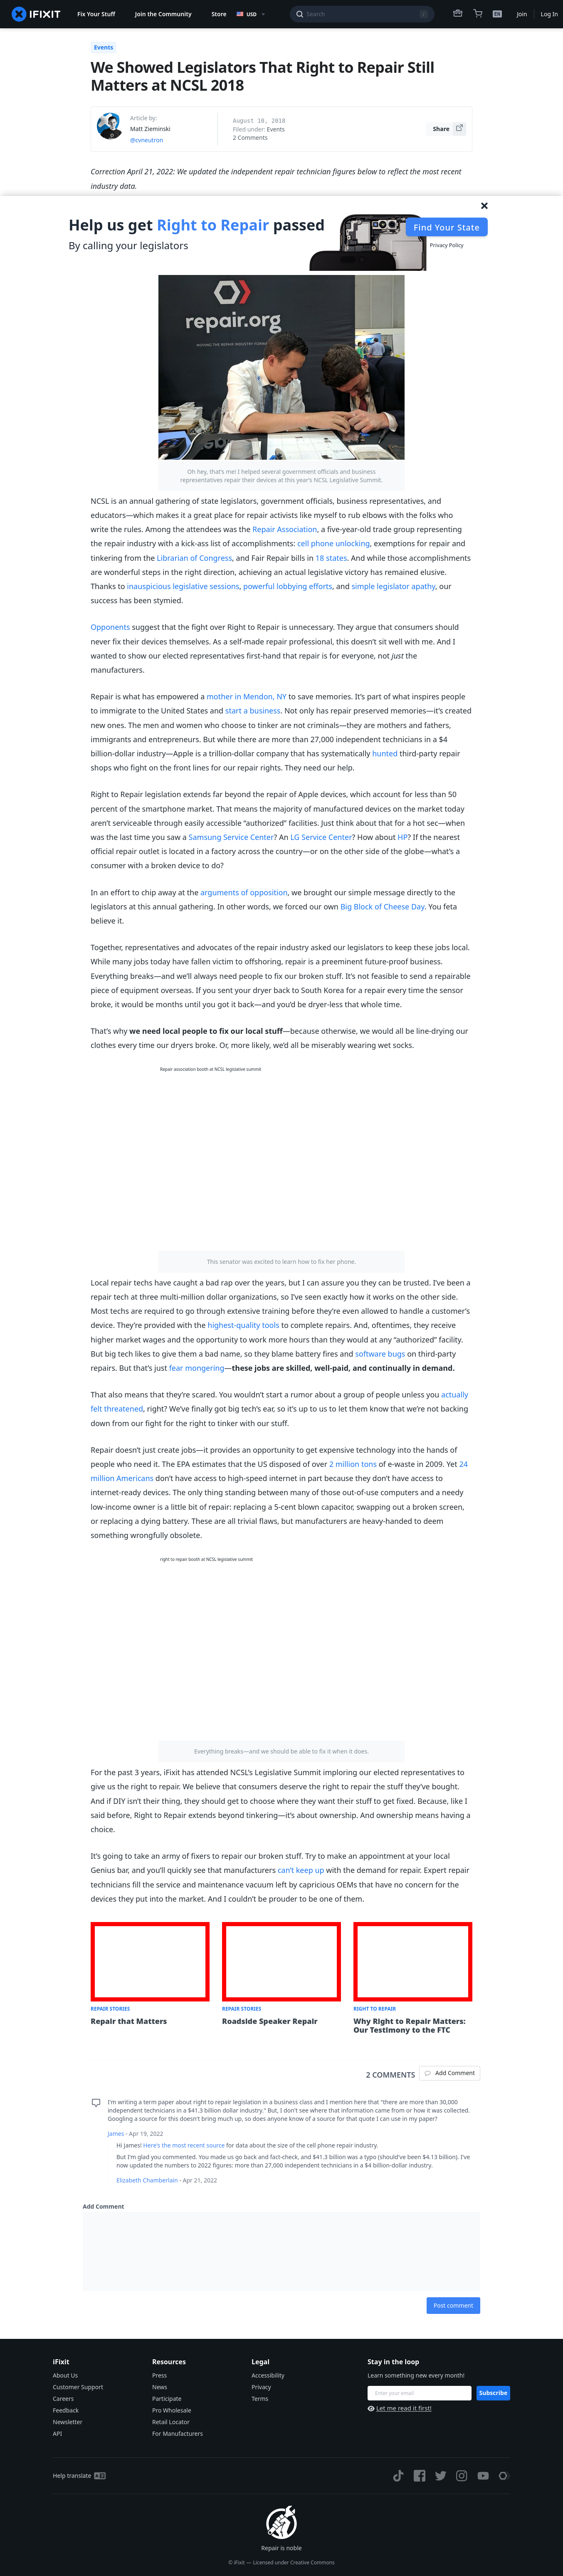 IFIXIT
Fix Your Stuff
Join the Community
Store
USD
Search
/
EN
Join
Log In
Events
We Showed Legislators That Right to Repair Still
Matters at NCSL 2018
Article by:
Matt Zieminski
@cvneutron
August 10, 2018
Filed under: Events
2 Comments
Share
Correction April 21, 2022: We updated the independent repair technician figures below to reflect the most recent
industry data.
Help us get Right to Repair passed
By calling your legislators
Find Your State
Privacy Policy
repair.org
MOVING THE REPAIR INDUSTRY FORWARD
Oh hey, that's me! I helped several government officials and business
representatives repair their devices at this year's NCSL Legislative Summit.
NCSL is an annual gathering of state legislators, government officials, business representatives, and
educators—which makes it a great place for repair activists like myself to rub elbows with the folks who
write the rules. Among the attendees was the Repair Association, a five-year-old trade group representing
the repair industry with a kick-ass list of accomplishments: cell phone unlocking, exemptions for repair and
tinkering from the Librarian of Congress, and Fair Repair bills in 18 states. And while those accomplishments
are wonderful steps in the right direction, achieving an actual legislative victory has remained elusive.
Thanks to inauspicious legislative sessions, powerful lobbying efforts, and simple legislator apathy, our
success has been stymied.
Opponents suggest that the fight over Right to Repair is unnecessary. They argue that consumers should
never fix their devices themselves. As a self-made repair professional, this doesn't sit well with me. And I
wanted to show our elected representatives first-hand that repair is for everyone, not just the
manufacturers.
Repair is what has empowered a mother in Mendon, NY to save memories. It's part of what inspires people
to immigrate to the United States and start a business. Not only has repair preserved memories—it's created
new ones. The men and women who choose to tinker are not criminals—they are mothers and fathers,
immigrants and entrepreneurs. But while there are more than 27,000 independent technicians in a $4
billion-dollar industry—Apple is a trillion-dollar company that has systematically hunted third-party repair
shops who fight on the front lines for our repair rights. They need our help.
Right to Repair legislation extends far beyond the repair of Apple devices, which account for less than 50
percent of the smartphone market. That means the majority of manufactured devices on the market today
aren't serviceable through easily accessible "authorized" facilities. Just think about that for a hot sec—when
was the last time you saw a Samsung Service Center? An LG Service Center? How about HP? If the nearest
official repair outlet is located in a factory across the country—or on the other side of the globe—what's a
consumer with a broken device to do?
In an effort to chip away at the arguments of opposition, we brought our simple message directly to the
legislators at this annual gathering. In other words, we forced our own Big Block of Cheese Day. You feta
believe it.
Together, representatives and advocates of the repair industry asked our legislators to keep these jobs local.
While many jobs today have fallen victim to offshoring, repair is a preeminent future-proof business.
Everything breaks—and we'll always need people to fix our broken stuff. It's not feasible to send a repairable
piece of equipment overseas. If you sent your dryer back to South Korea for a repair every time the sensor
broke, it would be months until you got it back—and you'd be dryer-less that whole time.
That's why we need local people to fix our local stuff—because otherwise, we would all be line-drying our
clothes every time our dryers broke. Or, more likely, we'd all be miserably wearing wet socks.
Repair association booth at NCSL legislative summit
This senator was excited to learn how to fix her phone.
Local repair techs have caught a bad rap over the years, but I can assure you they can be trusted. I've been a
repair tech at three multi-million dollar organizations, so I've seen exactly how it works on the other side.
Most techs are required to go through extensive training before they're even allowed to handle a customer's
device. They're provided with the highest-quality tools to complete repairs. And, oftentimes, they receive
higher market wages and the opportunity to work more hours than they would at any "authorized" facility.
But big tech likes to give them a bad name, so they blame battery fires and software bugs on third-party
repairs. But that's just fear mongering—these jobs are skilled, well-paid, and continually in demand.
That also means that they're scared. You wouldn't start a rumor about a group of people unless you actually
felt threatened, right? We've finally got big tech's ear, so it's up to us to let them know that we're not backing
down from our fight for the right to tinker with our stuff.
Repair doesn't just create jobs—it provides an opportunity to get expensive technology into the hands of
people who need it. The EPA estimates that the US disposed of over 2 million tons of e-waste in 2009. Yet 24
million Americans don't have access to high-speed internet in part because they don't have access to
internet-ready devices. The only thing standing between many of those out-of-use computers and a needy
low-income owner is a little bit of repair: replacing a 5-cent blown capacitor, swapping out a broken screen,
or replacing a dying battery. These are all trivial flaws, but manufacturers are heavy-handed to deem
something wrongfully obsolete.
right to repair booth at NCSL legislative summit
Everything breaks—and we should be able to fix it when it does.
For the past 3 years, iFixit has attended NCSL's Legislative Summit imploring our elected representatives to
give us the right to repair. We believe that consumers deserve the right to repair the stuff they've bought.
And if DIY isn't their thing, they should get to choose where they want their stuff to get fixed. Because, like I
said before, Right to Repair extends beyond tinkering—it's about ownership. And ownership means having a
choice.
It's going to take an army of fixers to repair our broken stuff. Try to make an appointment at your local
Genius bar, and you'll quickly see that manufacturers can't keep up with the demand for repair. Expert repair
technicians fill the service and maintenance vacuum left by capricious OEMs that have no concern for the
devices they put into the market. And I couldn't be prouder to be one of them.
REPAIR STORIES
Repair that Matters
REPAIR STORIES
Roadside Speaker Repair
RIGHT TO REPAIR
Why Right to Repair Matters:
Our Testimony to the FTC
2 COMMENTS
Add Comment
I'm writing a term paper about right to repair legislation in a business class and I mention here that "there are more than 30,000
independent technicians in a $41.3 billion dollar industry." But, I don't see where that information came from or how it was collected.
Googling a source for this doesn't bring much up, so does anyone know of a source for that quote I can use in my paper?
James - Apr 19, 2022
Hi James! Here's the most recent source for data about the size of the cell phone repair industry.
But I'm glad you commented. You made us go back and fact-check, and $41.3 billion was a typo (should've been $4.13 billion). I've
now updated the numbers to 2022 figures: more than 27,000 independent technicians in a $4 billion-dollar industry.
Elizabeth Chamberlain - Apr 21, 2022
Add Comment
Post comment
iFixit
About Us
Customer Support
Careers
Feedback
Newsletter
API
Resources
Press
News
Participate
Pro Wholesale
Retail Locator
For Manufacturers
Legal
Accessibility
Privacy
Terms
Stay in the loop
Learn something new every month!
Enter your email
Subscribe
Let me read it first!
Help translate
Repair is noble
© iFixit — Licensed under Creative Commons